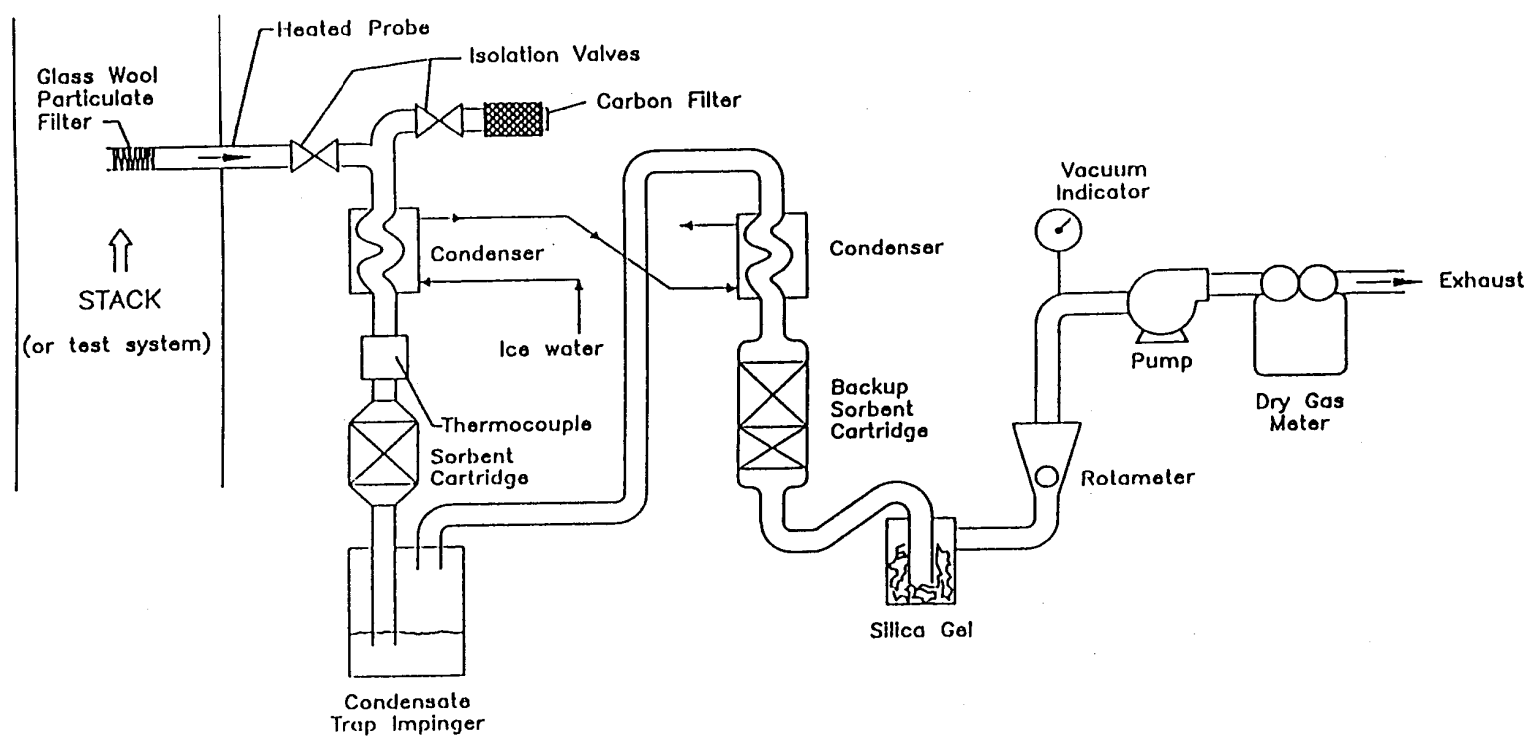 Heated Probe
Isolation Valves
Glass Wool
Particulate
Filter
Carbon Filter
Vacuum
Indicator
Condenser
Condenser
STACK
(or test system)
Ice water
Exhaust
Pump
Dry Gas
Meter
Backup
Sorbent
Cartridge
Thermocouple
Sorbent
Cartridge
Rotameter
Silica Gel
Condensate
Trap Impinger